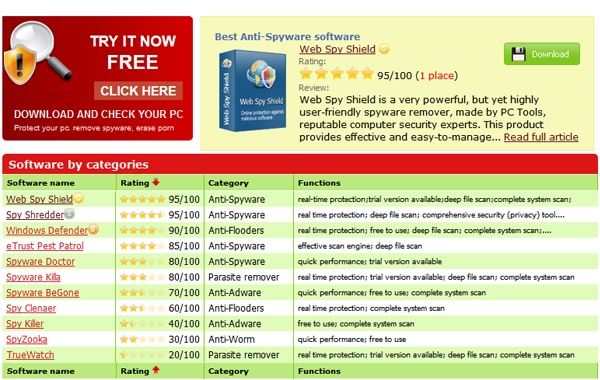 TRY IT NOW
FREE
CLICK HERE
DOWNLOAD AND CHECK YOUR PC
Protect your pc. remove spyware, erase porn
Best Anti-Spyware software
Web Spy Shield
Rating:
95/100 (1 place)
Review:
Web Spy Shield is a very powerful, but yet highly
user-friendly spyware remover, made by PC Tools,
reputable computer security experts. This product
provides effective and easy-to-manage... Read full article
Download
Web Spy Shield
Web Spy Shield
Online protection against
malicious software
Software by categories
Software name Rating Category Functions
Web Spy Shield 95/100 Anti-Spyware real-time protection;trial version available;deep file scan;complete system scan;
Spy Shredder 95/100 Anti-Spyware real time protection; deep file scan; comprehensive security (privacy) tool....
Windows Defender 90/100 Anti-Flooders real time protection; free to use; deep file scan; complete system scan;....
eTrust Pest Patrol 85/100 Anti-Spyware effective scan engine; deep file scan
Spyware Doctor 80/100 Anti-Spyware quick performance; trial version available
Spyware Killa 80/100 Parasite remover real time protection; trial version available; deep file scan; complete system scan
Spyware BeGone 70/100 Anti-Adware quick performance; free to use; complete system scan
Spy Clenaer 60/100 Anti-Flooders real time protection; complete system scan
Spy Killer 40/100 Anti-Adware free to use; complete system scan
SpyZooka 30/100 Anti-Worm quick performance; free to use
TrueWatch 20/100 Parasite remover real time protection; trial version available; deep file scan; complete system scan
Software name Rating Category Functions